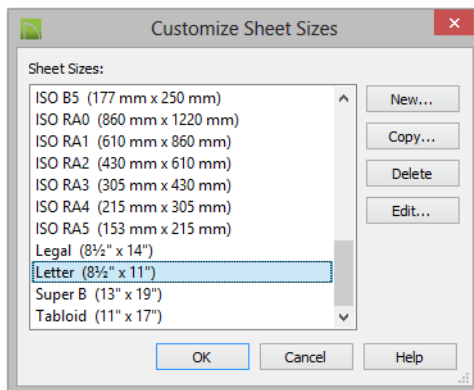 Customize Sheet Sizes
Sheet Sizes:
ISO B5 (177 mm x 250 mm)
ISO RA0 (860 mm x 1220 mm)
ISO RA1 (610 mm x 860 mm)
ISO RA2 (430 mm x 610 mm)
ISO RA3 (305 mm x 430 mm)
ISO RA4 (215 mm x 305 mm)
ISO RA5 (153 mm x 215 mm)
Legal (8½" x 14")
Letter (8½" x 11")
Super B (13" x 19")
Tabloid (11" x 17")
New...
Copy...
Delete
Edit...
OK
Cancel
Help